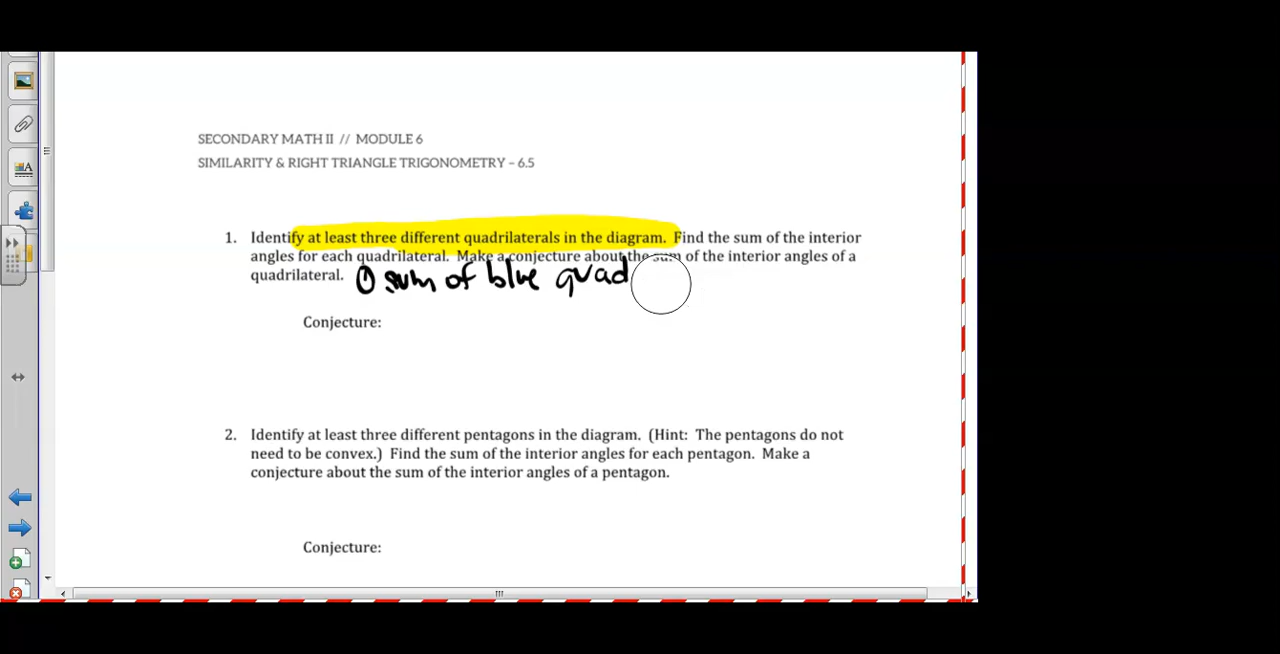 SECONDARY MATH II // MODULE 6
SIMILARITY & RIGHT TRIANGLE TRIGONOMETRY – 6.5
1. Identify at least three different quadrilaterals in the diagram. Find the sum of the interior
angles for each quadrilateral. Make a conjecture about the sum of the interior angles of a
quadrilateral.
① sum of blue quad
Conjecture:
2. Identify at least three different pentagons in the diagram. (Hint: The pentagons do not
need to be convex.) Find the sum of the interior angles for each pentagon. Make a
conjecture about the sum of the interior angles of a pentagon.
Conjecture: